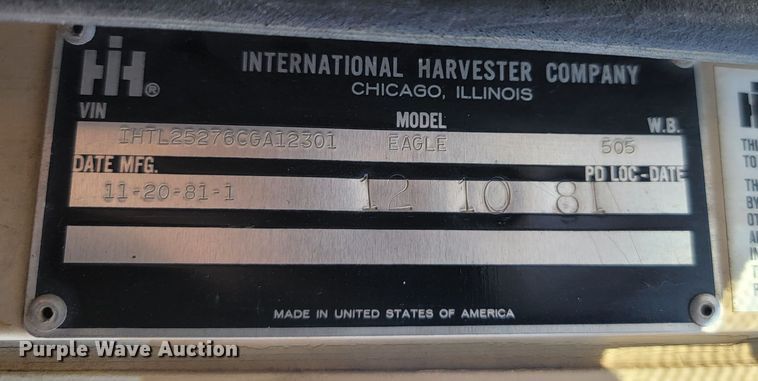 IH®
INTERNATIONAL HARVESTER COMPANY
CHICAGO, ILLINOIS
VIN MODEL W.B.
IHTL25276CGA12301 EAGLE 505
DATE MFG. PD LOC-DATE
11-20-81-1 12 10 81
MADE IN UNITED STATES OF AMERICA
Purple Wave Auction